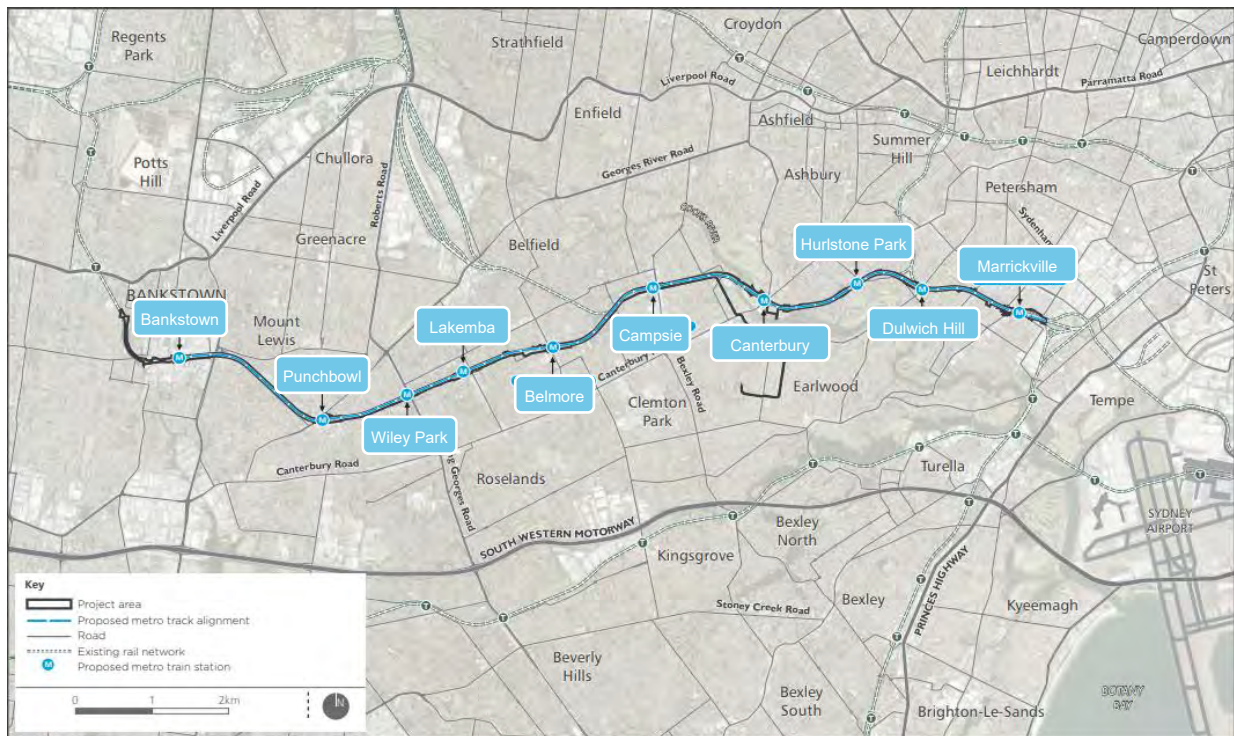 Croydon
Regents
Park
Strathfield
Camperdown
Leichhardt
Liverpool Road
Parramatta Road
Enfield
Ashfield
Summer
Hill
Potts
Hill
Chullora
Georges River Road
Ashbury
Petersham
Roberts Road
Liverpool Road
COOKS RIVER
Greenacre
Belfield
Hurlstone Park
Marrickville
St
Peters
BANKSTOWN
Bankstown
Mount
Lewis
Lakemba
Campsie
Canterbury
Dulwich Hill
Punchbowl
Belmore
Bexley Road
Earlwood
Clemton
Park
Tempe
Wiley Park
Canterbury Road
Roselands
Turella
SOUTH WESTERN MOTORWAY
Bexley
North
SYDNEY
AIRPORT
Kingsgrove
PRINCES HIGHWAY
Stoney Creek Road
Bexley
Kyeemagh
Beverly
Hills
Bexley
South
BOTANY
BAY
Brighton-Le-Sands
Key
Project area
Proposed metro track alignment
Road
Existing rail network
M Proposed metro train station
0 1 2km
N